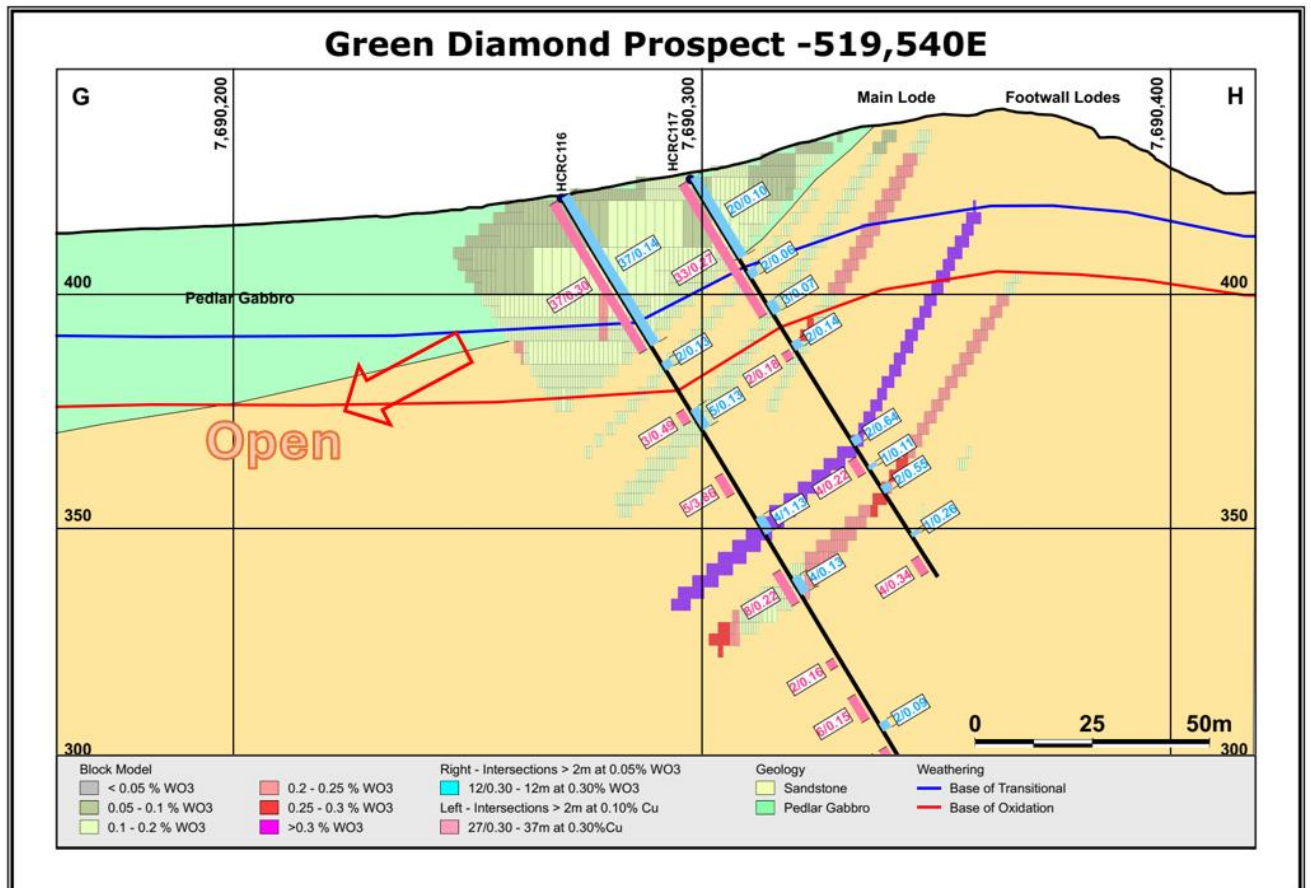 Green Diamond Prospect -519,540E
G
7,690,200
7,690,300
Main Lode
Footwall Lodes
7,690,400
H
HCRC116
HCRC117
20/0.10
37/0.14
33/0.27
2/0.06
37/0.30
3/0.07
400
Pedlar Gabbro
400
2/0.13
2/0.14
2/0.18
5/0.13
3/0.49
Open
2/0.64
1/0.11
4/0.22
2/0.55
5/3.86
4/1.13
1/0.26
350
350
4/0.13
4/0.34
8/0.22
2/0.16
6/0.15
2/0.09
0 25 50m
300
300
Block Model
< 0.05 % WO3
0.05 - 0.1 % WO3
0.1 - 0.2 % WO3
0.2 - 0.25 % WO3
0.25 - 0.3 % WO3
>0.3 % WO3
Right - Intersections > 2m at 0.05% WO3
12/0.30 - 12m at 0.30% WO3
Left - Intersections > 2m at 0.10% Cu
27/0.30 - 37m at 0.30%Cu
Geology
Sandstone
Pedlar Gabbro
Weathering
Base of Transitional
Base of Oxidation